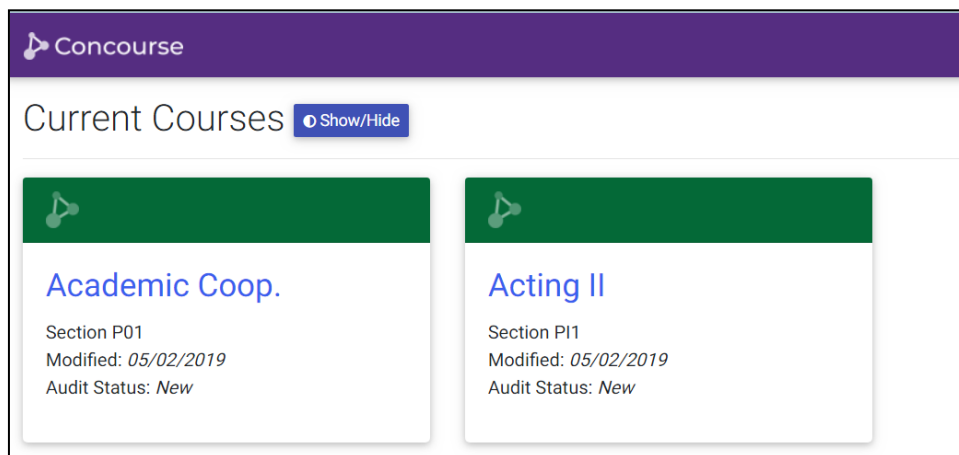 Concourse
Current Courses Show/Hide
Academic Coop.
Section P01
Modified: 05/02/2019
Audit Status: New
Acting II
Section PI1
Modified: 05/02/2019
Audit Status: New